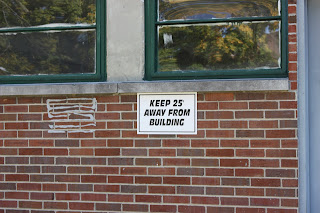 KEEP 25'
AWAY FROM
BUILDING